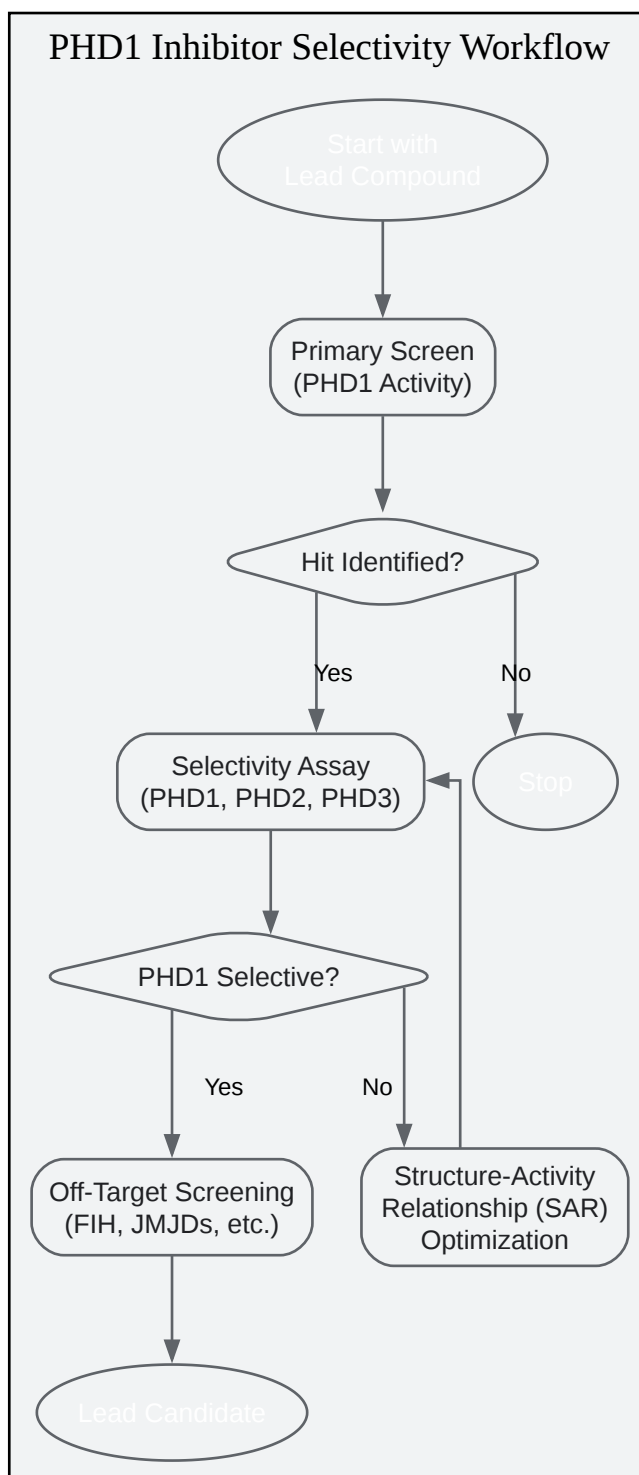 PHD1 Inhibitor Selectivity Workflow
Start with
Lead Compound
Primary Screen
(PHD1 Activity)
Hit Identified?
Yes
No
Selectivity Assay
(PHD1, PHD2, PHD3)
Stop
PHD1 Selective?
Yes
No
Off-Target Screening
(FIH, JMJDs, etc.)
Structure-Activity
Relationship (SAR)
Optimization
Lead Candidate